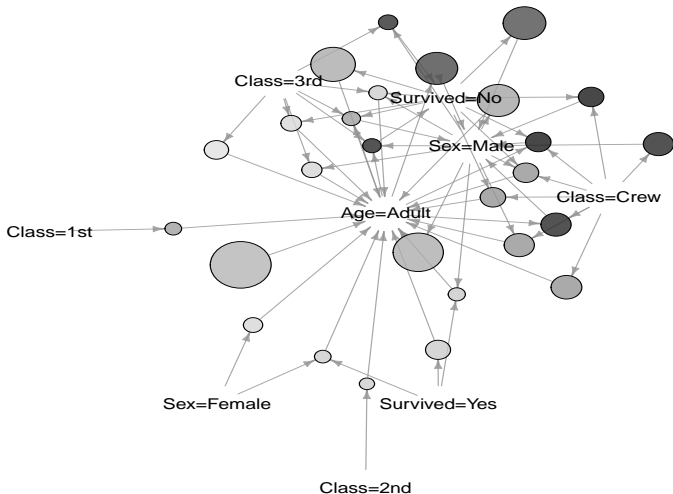 Class=3rd
Survived=No
Sex=Male
Class=Crew
Age=Adult
Class=1st
Sex=Female
Survived=Yes
Class=2nd